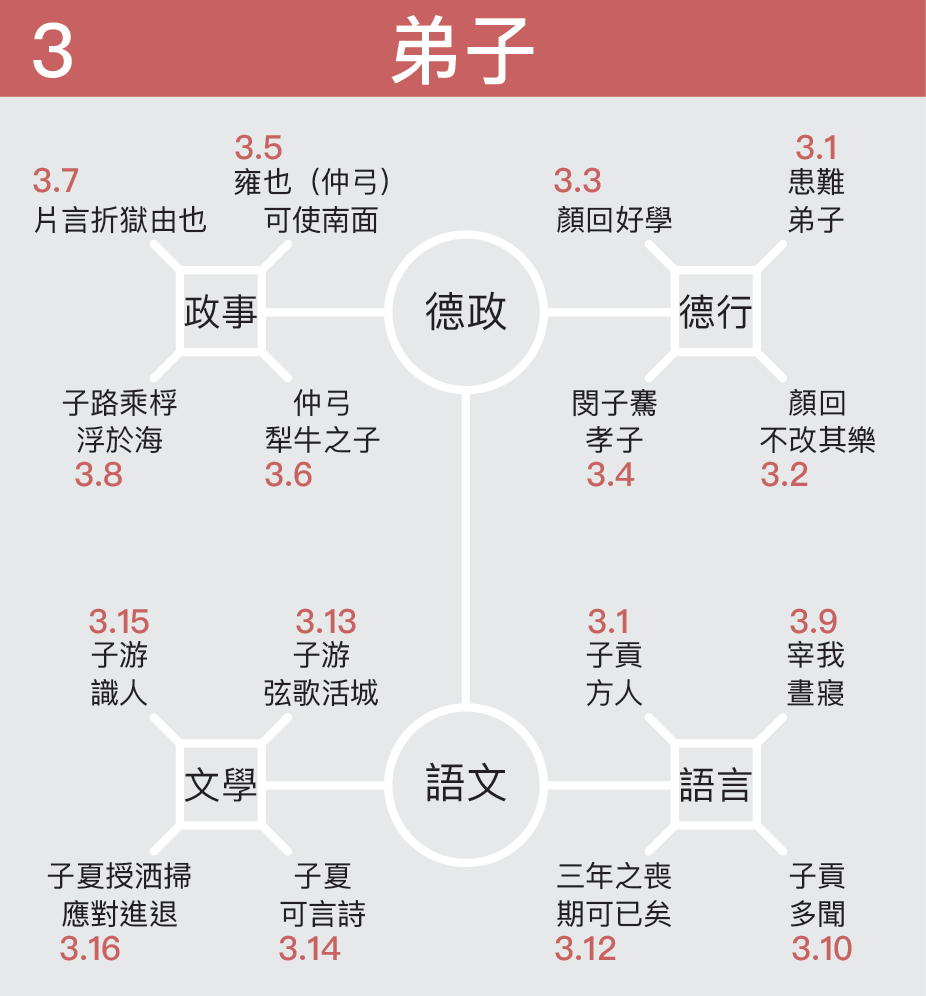 3
弟子
3.7
片言折獄由也
3.5
雍也（仲弓）
可使南面
3.3
顏回好學
3.1
患難
弟子
政事
德政
德行
子路乘桴
浮於海
3.8
仲弓
犁牛之子
3.6
閔子騫
孝子
3.4
顏回
不改其樂
3.2
3.15
子游
識人
3.13
子游
弦歌活城
3.1
子貢
方人
3.9
宰我
晝寢
文學
語文
語言
子夏授洒掃
應對進退
3.16
子夏
可言詩
3.14
三年之喪
期可已矣
3.12
子貢
多聞
3.10